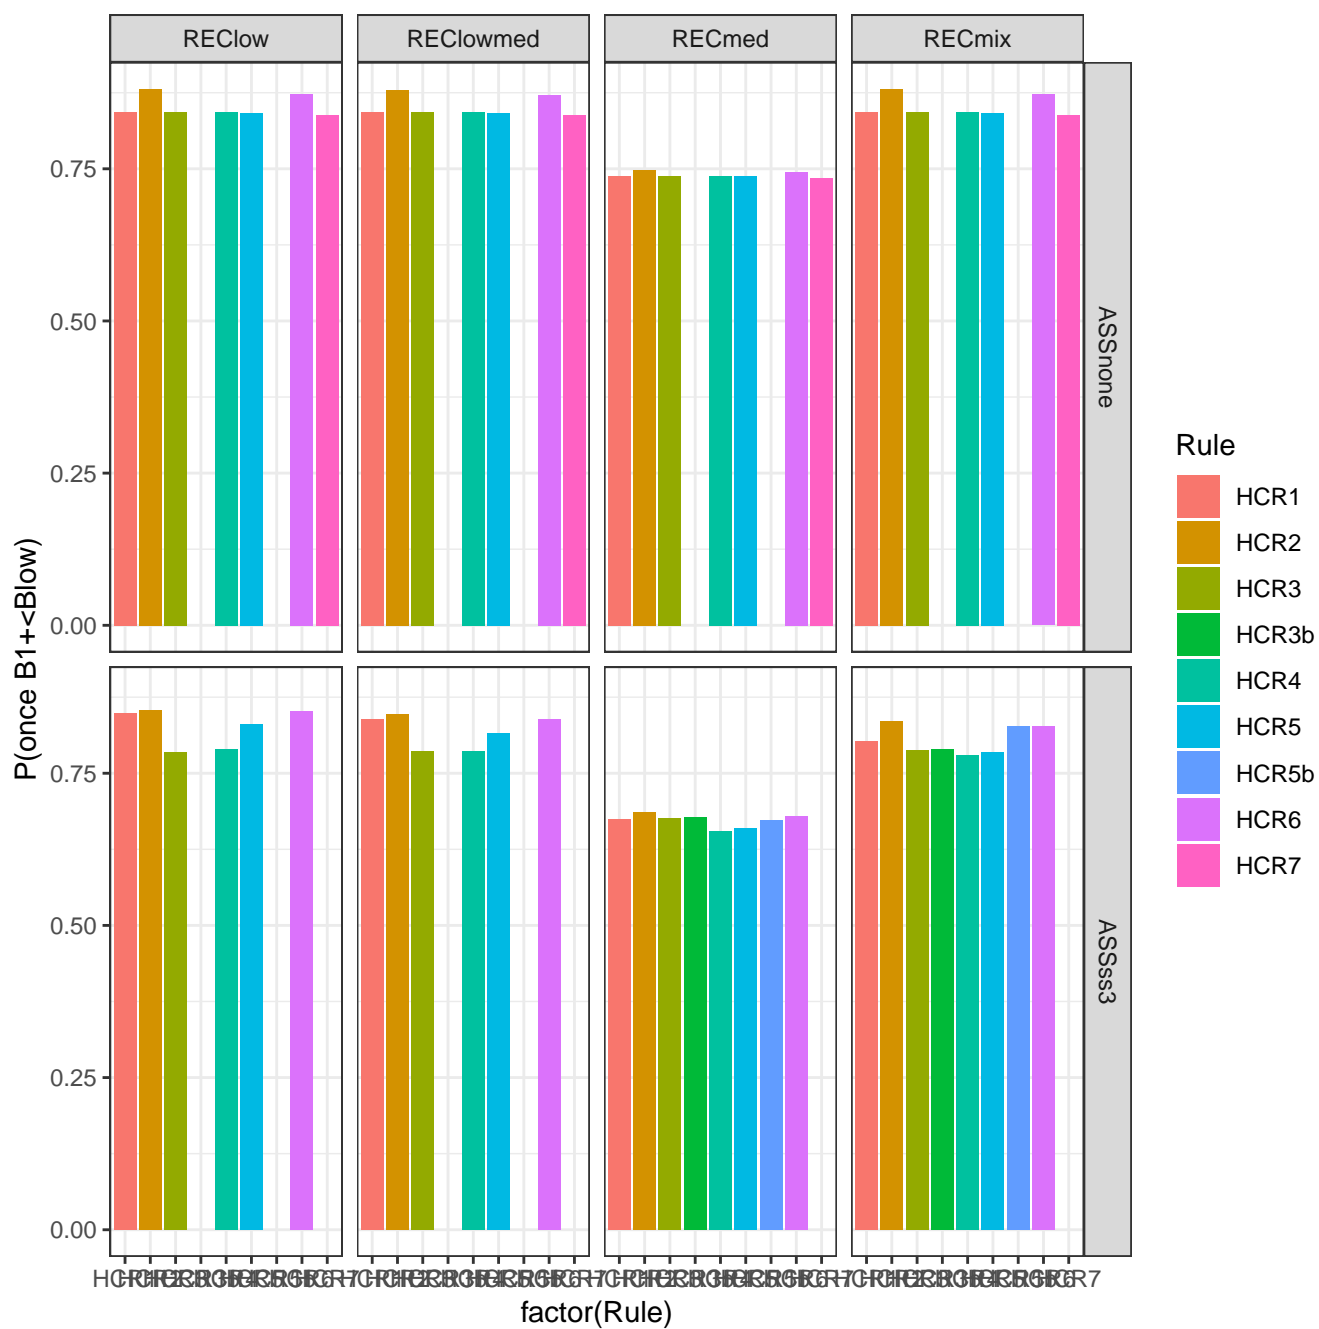 REClow
REClowmed
RECmed
RECmix
0.75
0.50
0.25
0.00
ASSnone
0.75
0.50
0.25
0.00
ASSss3
P(once B1+<Blow)
factor(Rule)
Rule
HCR1
HCR2
HCR3
HCR3b
HCR4
HCR5
HCR5b
HCR6
HCR7